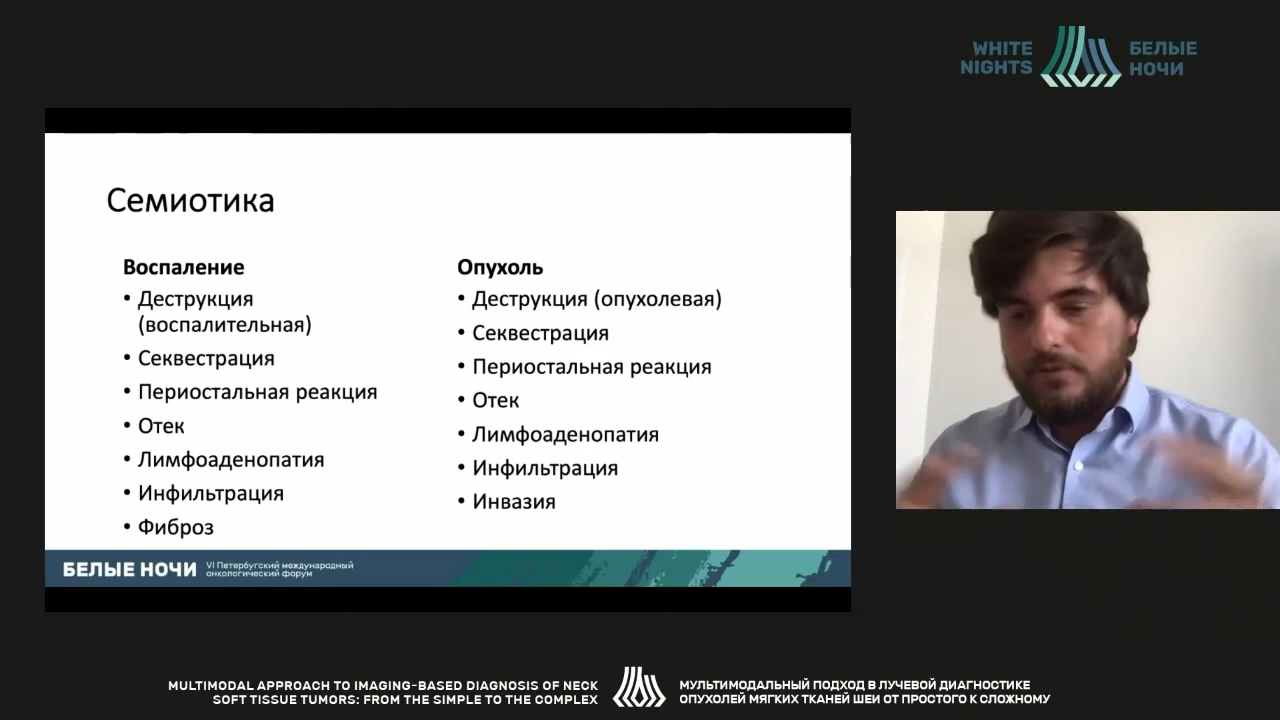 WHITE
NIGHTS
БЕЛЫЕ
НОЧИ
Семиотика
Воспаление
• Деструкция
(воспалительная)
• Секвестрация
• Периостальная реакция
• Отек
• Лимфоаденопатия
• Инфильтрация
• Фиброз
Опухоль
• Деструкция (опухолевая)
• Секвестрация
• Периостальная реакция
• Отек
• Лимфоаденопатия
• Инфильтрация
• Инвазия
БЕЛЫЕ НОЧИ
VI Петербургский международный
онкологический форум
MULTIMODAL APPROACH TO IMAGING-BASED DIAGNOSIS OF NECK
SOFT TISSUE TUMORS: FROM THE SIMPLE TO THE COMPLEX
МУЛЬТИМОДАЛЬНЫЙ ПОДХОД В ЛУЧЕВОЙ ДИАГНОСТИКЕ
ОПУХОЛЕЙ МЯГКИХ ТКАНЕЙ ШЕИ ОТ ПРОСТОГО К СЛОЖНОМУ